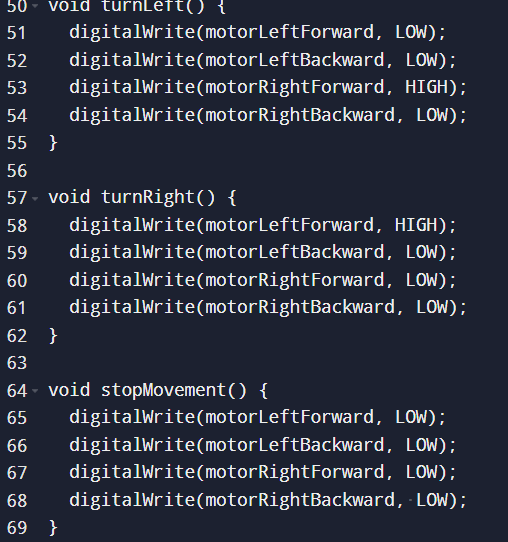 50 void turnLeft() {
51 digitalWrite(motorLeftForward, LOW);
52 digitalWrite(motorLeftBackward, LOW);
53 digitalWrite(motorRightForward, HIGH);
54 digitalWrite(motorRightBackward, LOW);
55 }
56
57 void turnRight() {
58 digitalWrite(motorLeftForward, HIGH);
59 digitalWrite(motorLeftBackward, LOW);
60 digitalWrite(motorRightForward, LOW);
61 digitalWrite(motorRightBackward, LOW);
62 }
63
64 void stopMovement() {
65 digitalWrite(motorLeftForward, LOW);
66 digitalWrite(motorLeftBackward, LOW);
67 digitalWrite(motorRightForward, LOW);
68 digitalWrite(motorRightBackward, LOW);
69 }